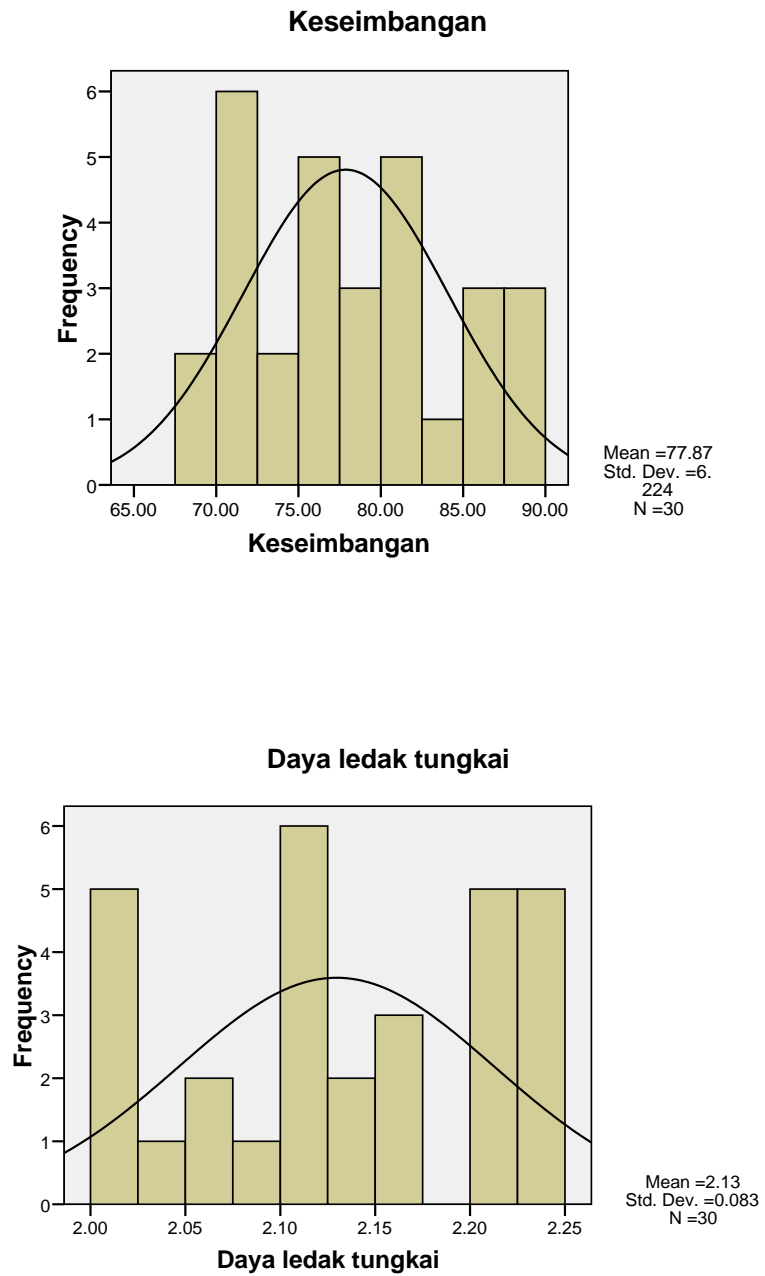 Keseimbangan
Frequency
6
5
4
3
2
1
0
65.00 70.00 75.00 80.00 85.00 90.00
Keseimbangan
Mean =77.87
Std. Dev. =6.
224
N =30
Daya ledak tungkai
Frequency
6
5
4
3
2
1
0
2.00 2.05 2.10 2.15 2.20 2.25
Daya ledak tungkai
Mean =2.13
Std. Dev. =0.083
N =30